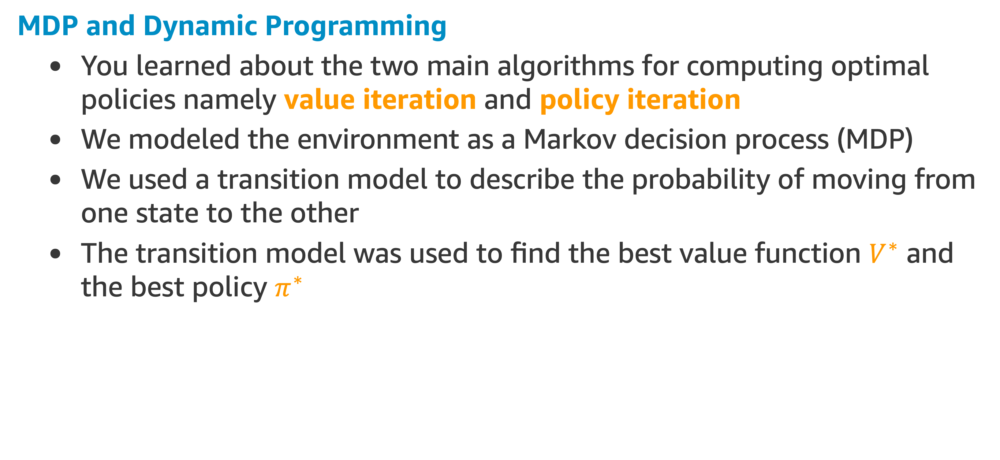 MDP and Dynamic Programming
• You learned about the two main algorithms for computing optimal
policies namely value iteration and policy iteration
• We modeled the environment as a Markov decision process (MDP)
• We used a transition model to describe the probability of moving from
one state to the other
• The transition model was used to find the best value function V* and
the best policy π*